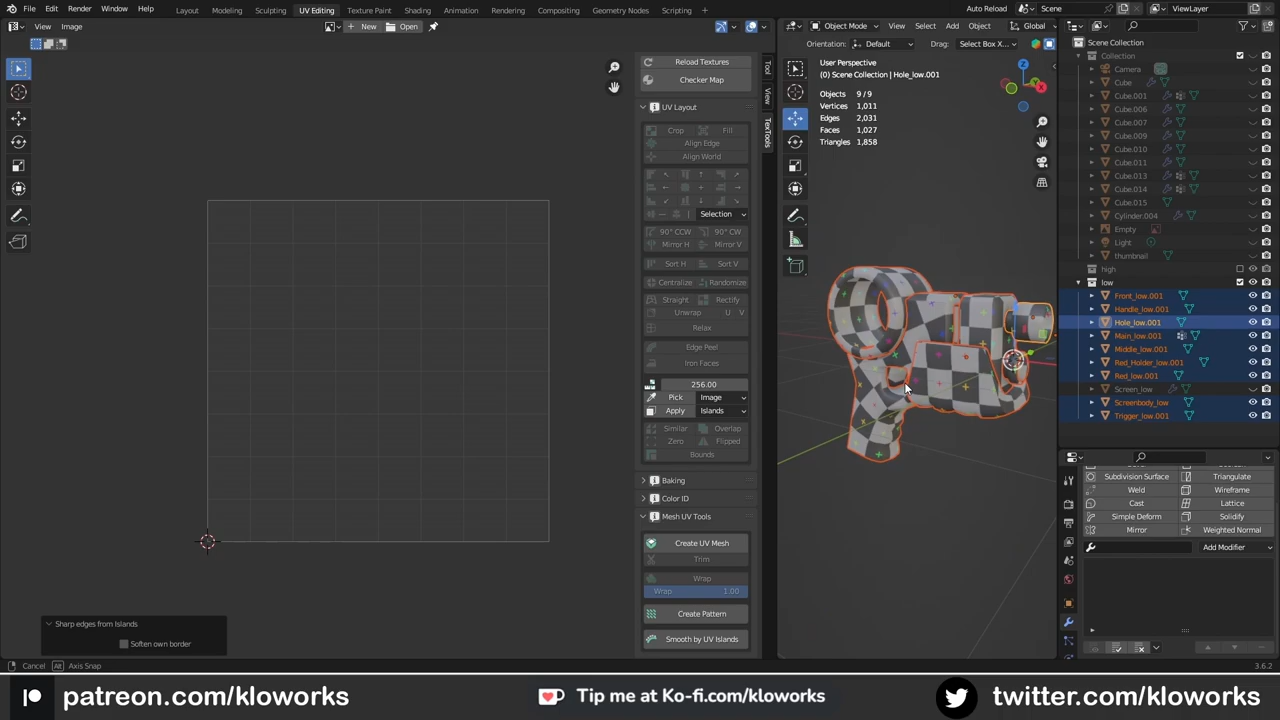 File Edit Render Window Help Layout Modeling Sculpting UV Editing Texture Paint Shading Animation Rendering Compositing Geometry Nodes Scripting + Auto Reload Scene ViewLayer
View Image + New Open Object Mode View Select Add Object Global
Orientation: Default Drag: Select Box X...
Reload Textures
Checker Map
UV Layout
Crop Fill
Align Edge
Align World
Selection
90° CCW 90° CW
Mirror H Mirror V
Sort H Sort V
Centralize Randomize
Straight Rectify
Unwrap U V
Relax
Edge Peel
Iron Faces
256.00
Pick Image
Apply Islands
Similar Overlap
Zero Flipped
Bounds
Baking
Color ID
Mesh UV Tools
Create UV Mesh
Trim
Wrap
Wrap 1.00
Create Pattern
Smooth by UV Islands
Tool
View
TexTools
User Perspective
(0) Scene Collection | Hole_low.001
Objects 9 / 9
Vertices 1,011
Edges 2,031
Faces 1,027
Triangles 1,858
Scene Collection
Collection
Camera
Cube
Cube.001
Cube.006
Cube.007
Cube.009
Cube.010
Cube.011
Cube.013
Cube.014
Cube.015
Cylinder.004
Empty
Light
thumbnail
high
low
Front_low.001
Handle_low.001
Hole_low.001
Main_low.001
Middle_low.001
Red_Holder_low.001
Red_low.001
Screen_low
Screenbody_low
Trigger_low.001
Subdivision Surface Triangulate
Weld Wireframe
Cast Lattice
Simple Deform Solidify
Mirror Weighted Normal
Add Modifier
Sharp edges from Islands
Soften own border
Cancel Alt Axis Snap 3.6.2
patreon.com/kloworks Tip me at Ko-fi.com/kloworks twitter.com/kloworks